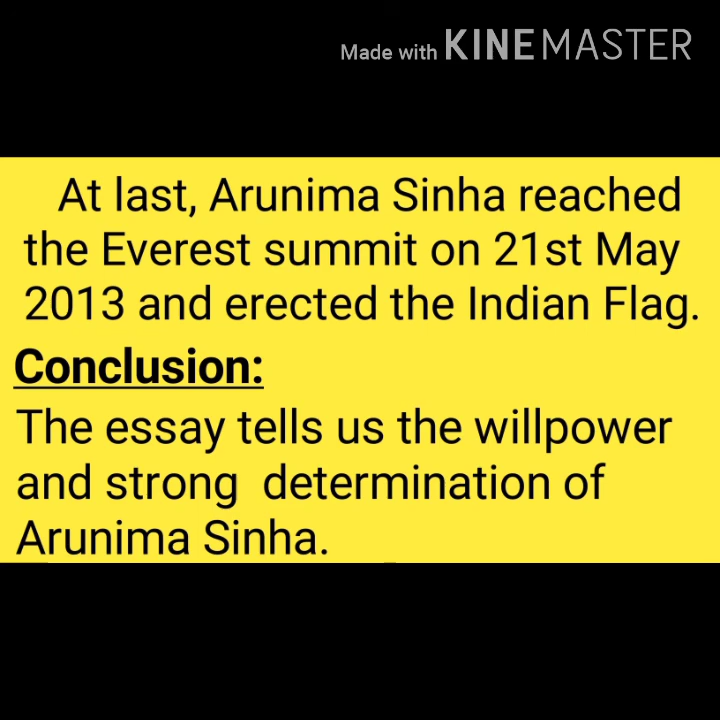 Made with KINEMASTER
At last, Arunima Sinha reached
the Everest summit on 21st May
2013 and erected the Indian Flag.
Conclusion:
The essay tells us the willpower
and strong determination of
Arunima Sinha.